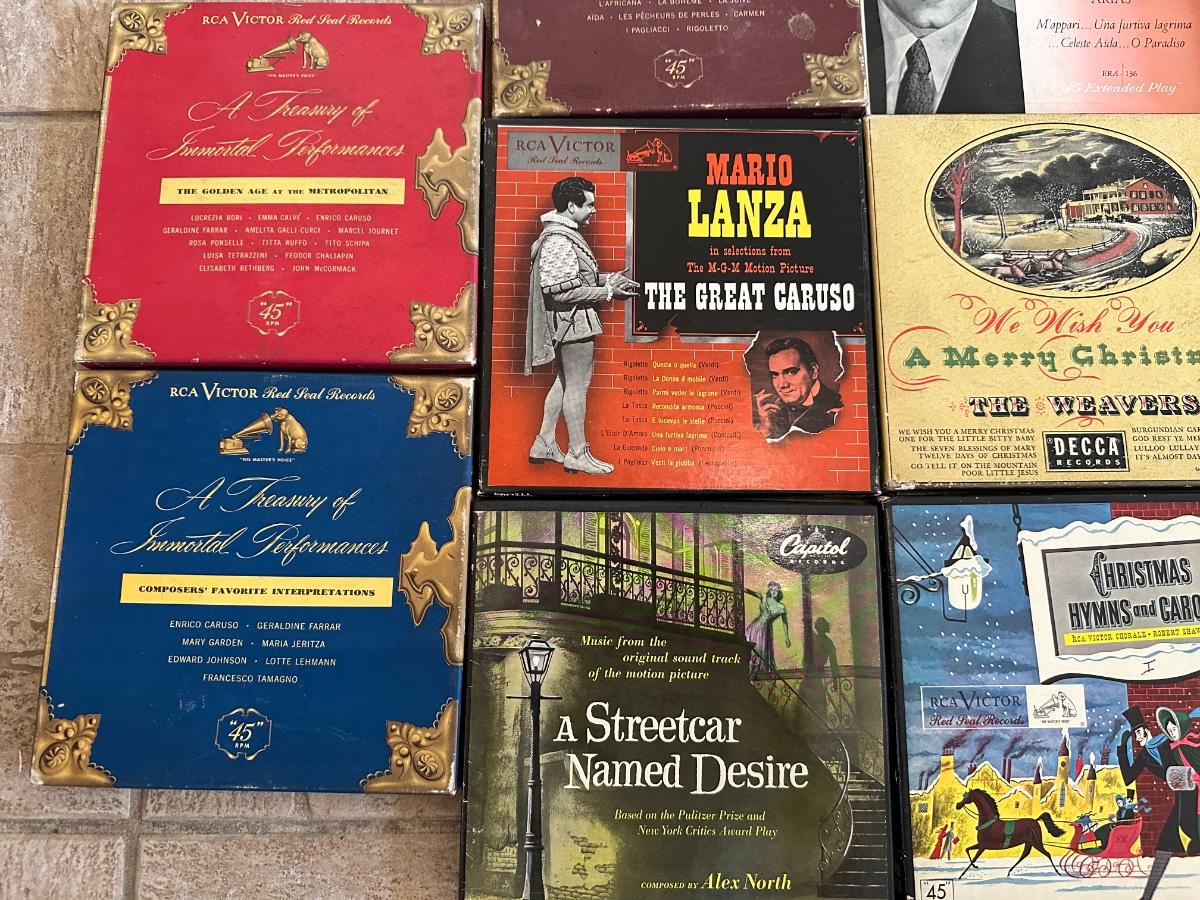 RCA VICTOR Red Seal Records
"HIS MASTER'S VOICE"
A Treasury of
Immortal Performances
THE GOLDEN AGE AT THE METROPOLITAN
LUCREZIA BORI · EMMA CALVÉ · ENRICO CARUSO
GERALDINE FARRAR · AMELITA GALLI-CURCI · MARCEL JOURNET
ROSA PONSELLE · TITTA RUFFO · TITO SCHIPA
LUISA TETRAZZINI · FEODOR CHALIAPIN
ELISABETH RETHBERG · JOHN McCORMACK
"45"
RPM
L'AFRICANA · LA BOHÈME · LA JUIVE
AÏDA · LES PÊCHEURS DE PERLES · CARMEN
I PAGLIACCI · RIGOLETTO
"45"
RPM
ARIAS
M'appari...Una furtiva lagrima
...Celeste Aida...O Paradiso
ERA 136
"45 Extended Play"
RCA VICTOR
Red Seal Records
MARIO
LANZA
in selections from
The M-G-M Motion Picture
THE GREAT CARUSO
Rigoletto Questa o quella (Verdi)
Rigoletto La Donna è mobile (Verdi)
Rigoletto Parmi veder le lagrime (Verdi)
La Tosca Recondita armonia (Puccini)
La Tosca E lucevan le stelle (Puccini)
L'Elisir D'Amore Una furtiva lagrima (Donizetti)
La Gioconda Cielo e mar! (Ponchielli)
I Pagliacci Vesti la giubba (Leoncavallo)
Printed in U.S.A.
We Wish You
A Merry Christm
THE WEAVERS
WE WISH YOU A MERRY CHRISTMAS
ONE FOR THE LITTLE BITTY BABY
THE SEVEN BLESSINGS OF MARY
TWELVE DAYS OF CHRISTMAS
GO TELL IT ON THE MOUNTAIN
POOR LITTLE JESUS
DECCA
RECORDS
BURGUNDIAN CAR
GOD REST YE ME
LULLOO LULLAY
IT'S ALMOST DAY
RCA VICTOR Red Seal Records
"HIS MASTER'S VOICE"
A Treasury of
Immortal Performances
COMPOSERS' FAVORITE INTERPRETATIONS
ENRICO CARUSO · GERALDINE FARRAR
MARY GARDEN · MARIA JERITZA
EDWARD JOHNSON · LOTTE LEHMANN
FRANCESCO TAMAGNO
"45"
RPM
Capitol
RECORDS
Music from the
original sound track
of the motion picture
A Streetcar
Named Desire
Based on the Pulitzer Prize and
New York Critics Award Play
COMPOSED BY Alex North
CHRISTMAS
HYMNS and CARO
RCA VICTOR CHORALE · ROBERT SHAW
I
RCA VICTOR
Red Seal Records
"HIS MASTER'S VOICE"
"45"